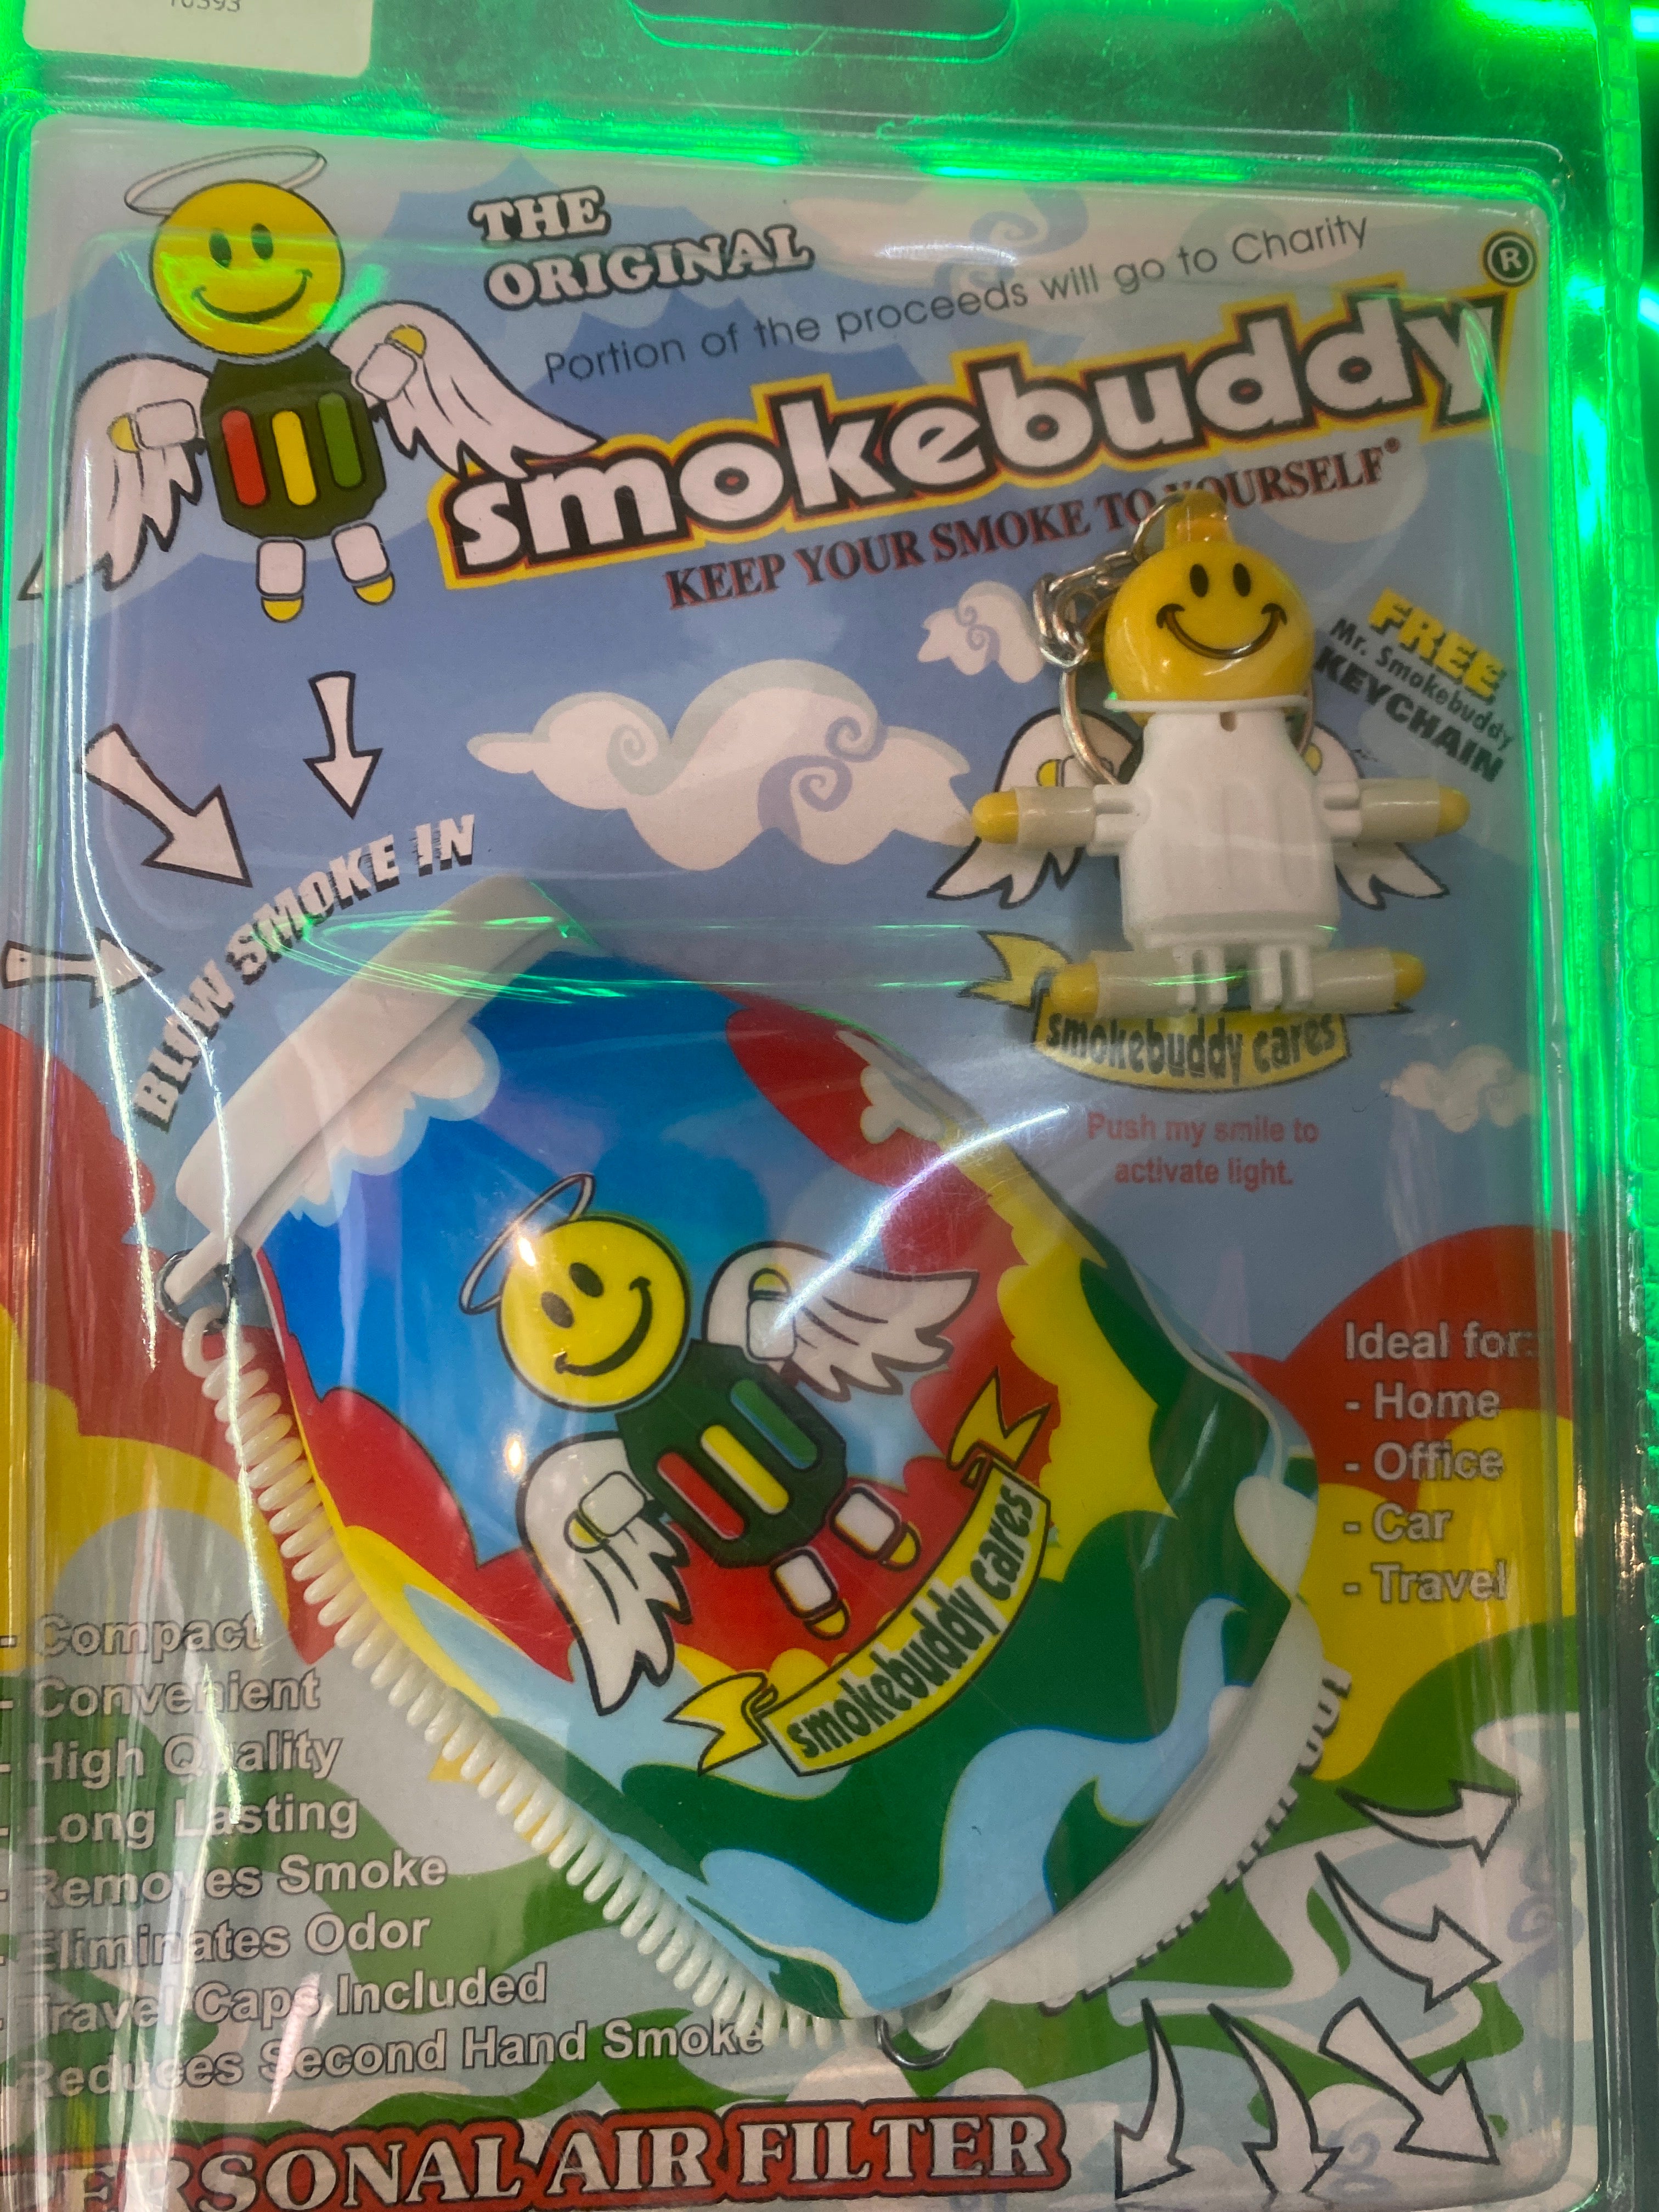 10393
THE
ORIGINAL
Portion of the proceeds will go to Charity
smokebuddy®
KEEP YOUR SMOKE TO YOURSELF®
FREE
Mr. Smokebuddy
KEYCHAIN
BLOW SMOKE IN
smokebuddy cares
Push my smile to
activate light.
smokebuddy cares
Ideal for:
- Home
- Office
- Car
- Travel
- Compact
- Convenient
- High Quality
- Long Lasting
- Removes Smoke
- Eliminates Odor
- Travel Caps Included
- Reduces Second Hand Smoke
PERSONAL AIR FILTER